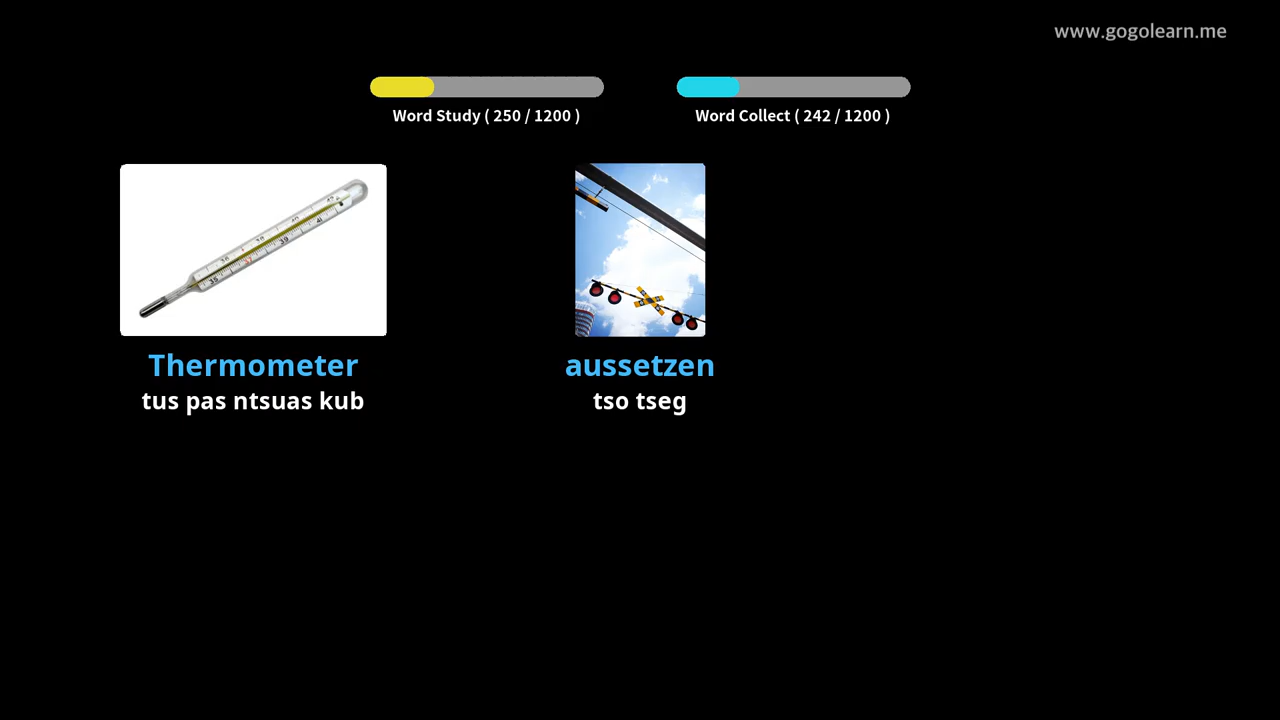 www.gogolearn.me
Word Study ( 250 / 1200 )
Word Collect ( 242 / 1200 )
Thermometer
tus pas ntsuas kub
aussetzen
tso tseg